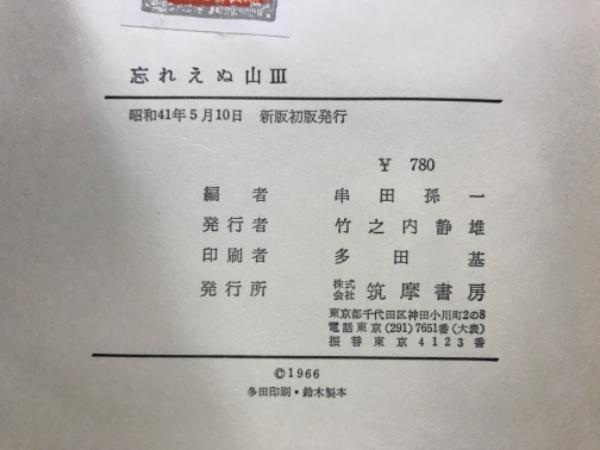 忘れえぬ山III
昭和41年5月10日 新版初版発行
¥ 780
編者 串田孫一
発行者 竹之内静雄
印刷者 多田基
発行所 株式会社 筑摩書房
東京都千代田区神田小川町2の8
電話東京(291)7651番(大表)
振替東京4123番
©1966
多田印刷・鈴木製本